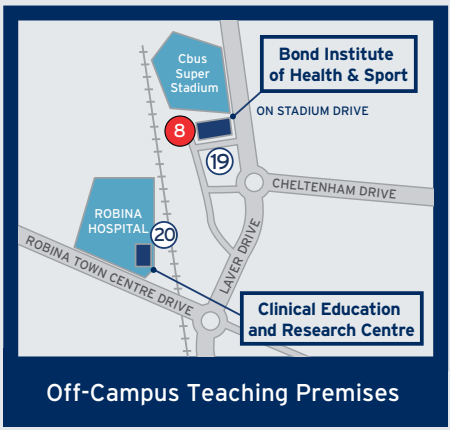 Cbus
Super
Stadium
Bond Institute
of Health & Sport
ON STADIUM DRIVE
8
19
CHELTENHAM DRIVE
ROBINA
HOSPITAL
20
LAVER DRIVE
ROBINA TOWN CENTRE DRIVE
Clinical Education
and Research Centre
Off-Campus Teaching Premises